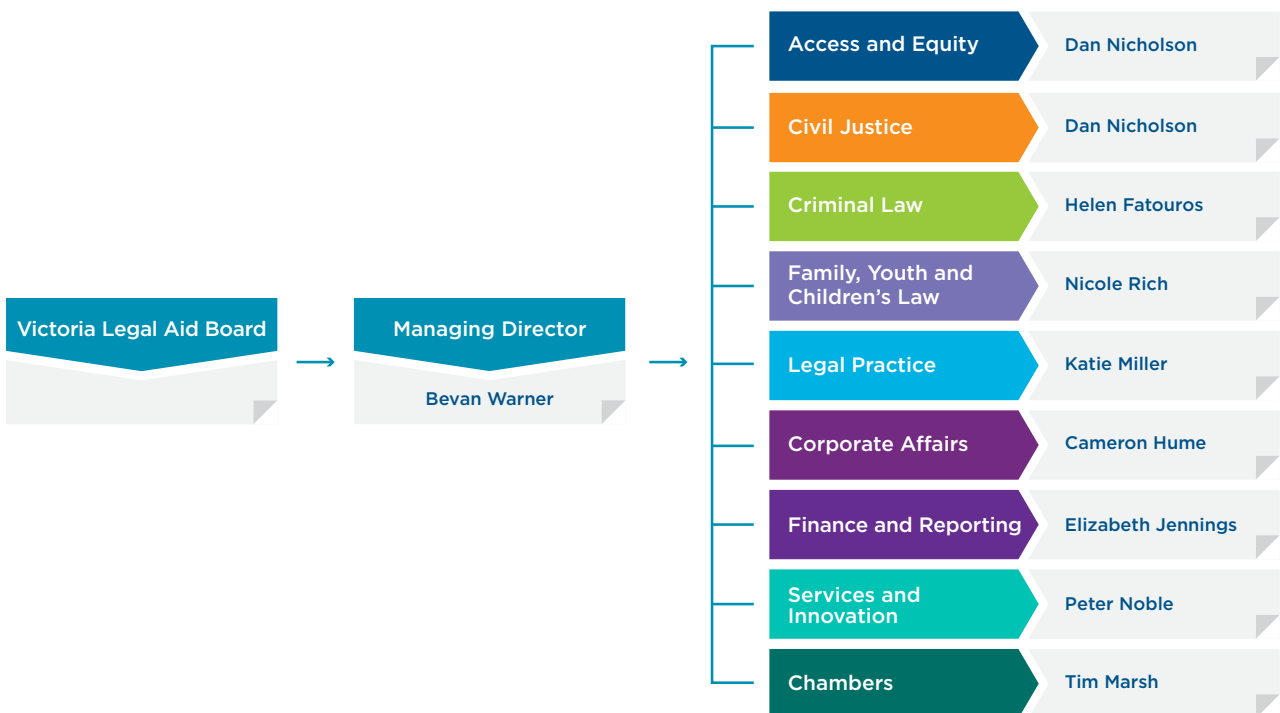 Victoria Legal Aid Board
Managing Director
Bevan Warner
Access and Equity
Dan Nicholson
Civil Justice
Dan Nicholson
Criminal Law
Helen Fatouros
Family, Youth and
Children’s Law
Nicole Rich
Legal Practice
Katie Miller
Corporate Affairs
Cameron Hume
Finance and Reporting
Elizabeth Jennings
Services and
Innovation
Peter Noble
Chambers
Tim Marsh